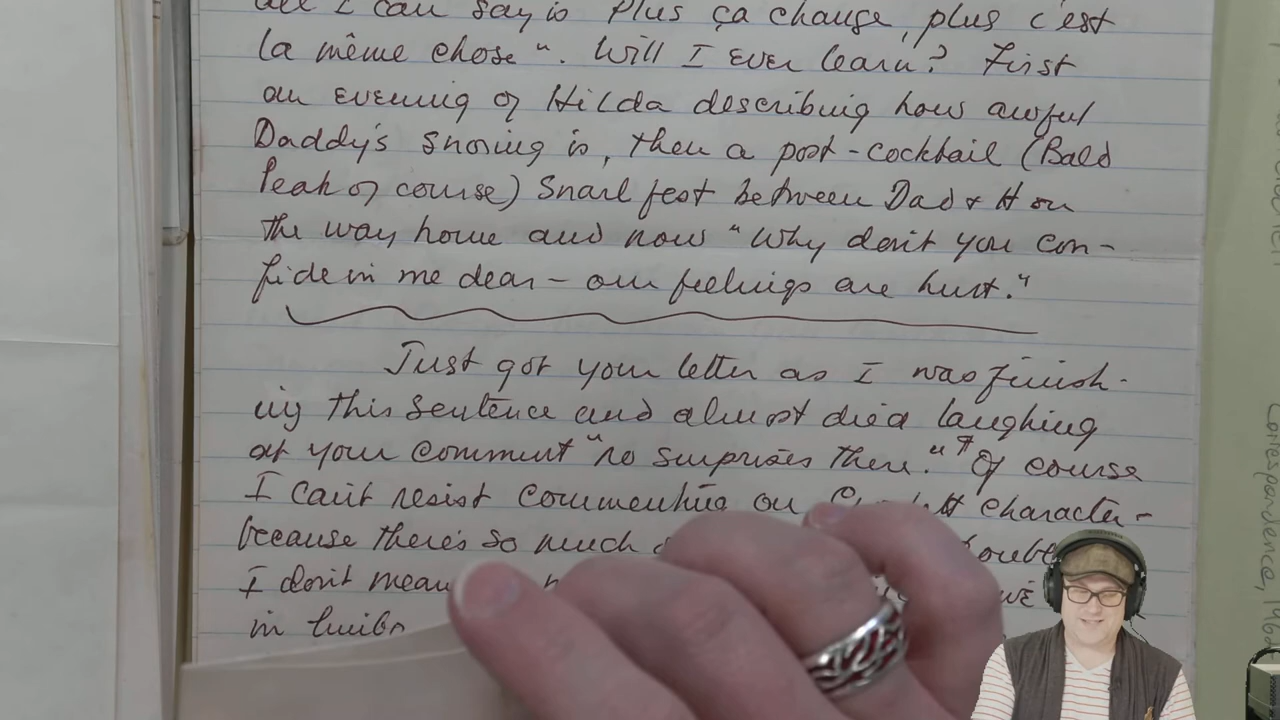 all I can say is Plus ça change, plus c'est
la même chose". Will I ever learn? First
an evening of Hilda describing how awful
Daddy's snoring is, then a post-cocktail (Bald
Peak of course) Snarl fest between Dad & H on
the way home and now "Why don't you con-
fide in me dear - our feelings are hurt."
Just got your letter as I was finish-
ing this sentence and almost died laughing
at your comment "no surprises there." Of course
I can't resist commenting on character-
because there's so much
I don't mean
in
Correspondence,